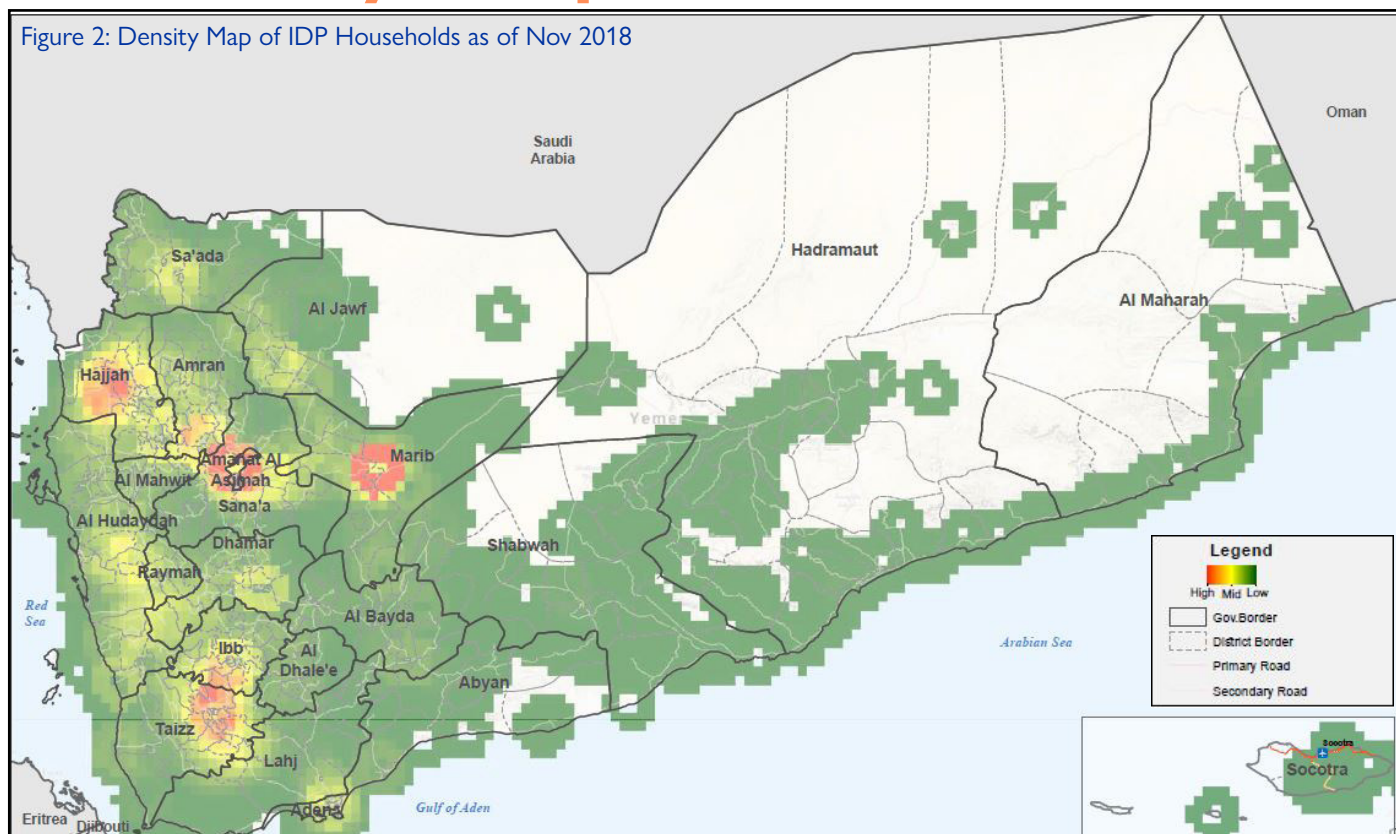 Figure 2: Density Map of IDP Households as of Nov 2018
Saudi
Arabia
Oman
Sa'ada
Hadramaut
Al Jawf
Al Maharah
Hajjah
Amran
Yemen
Marib
Amanat Al
Asimah
Al Mahwit
Sana'a
Al Hudaydah
Dhamar
Shabwah
Raymah
Al Bayda
Red
Sea
Ibb
Al
Dhale'e
Abyan
Arabian Sea
Taizz
Lahj
Gulf of Aden
Eritrea
Djibouti
Legend
High Mid Low
Gov.Border
District Border
Primary Road
Secondary Road
Socotra
Socotra